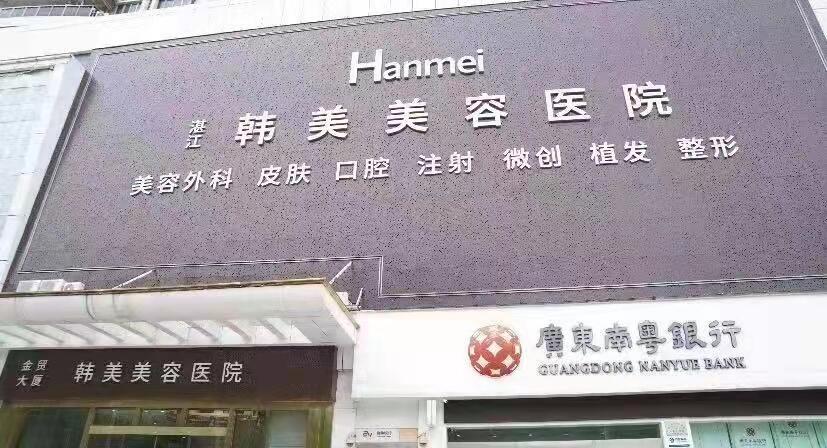 Hanmei
湛江 韩美美容医院
美容外科 皮肤 口腔 注射 微创 植发 整形
金贸大厦 韩美美容医院
廣東南粤銀行
GUANGDONG NANYUE BANK